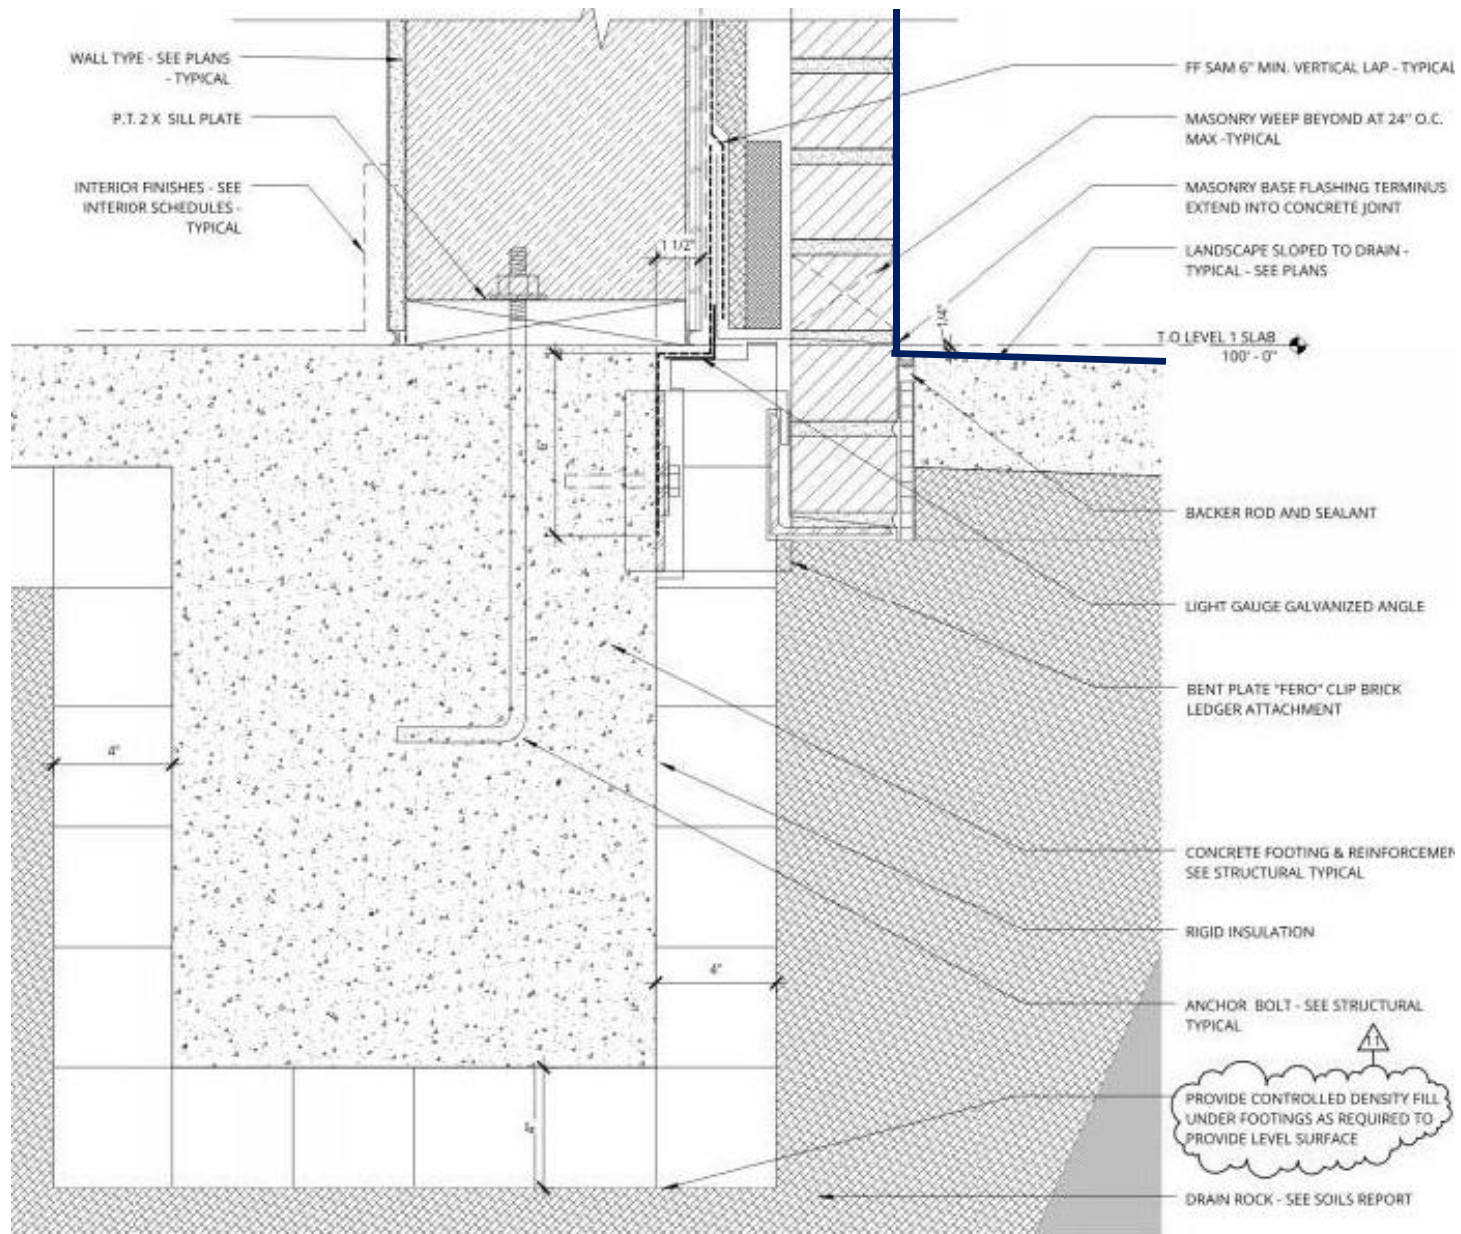 WALL TYPE - SEE PLANS
- TYPICAL
P.T. 2 X SILL PLATE
INTERIOR FINISHES - SEE
INTERIOR SCHEDULES -
TYPICAL
1 1/2"
FF SAM 6" MIN. VERTICAL LAP - TYPICAL
MASONRY WEEP BEYOND AT 24" O.C.
MAX -TYPICAL
MASONRY BASE FLASHING TERMINUS
EXTEND INTO CONCRETE JOINT
LANDSCAPE SLOPED TO DRAIN -
TYPICAL - SEE PLANS
1/4"
T.O LEVEL 1 SLAB
100' - 0"
6"
BACKER ROD AND SEALANT
LIGHT GAUGE GALVANIZED ANGLE
BENT PLATE "FERO" CLIP BRICK
LEDGER ATTACHMENT
4"
CONCRETE FOOTING & REINFORCEMEN
SEE STRUCTURAL TYPICAL
RIGID INSULATION
4"
ANCHOR BOLT - SEE STRUCTURAL
TYPICAL
11
4"
PROVIDE CONTROLLED DENSITY FILL
UNDER FOOTINGS AS REQUIRED TO
PROVIDE LEVEL SURFACE
DRAIN ROCK - SEE SOILS REPORT